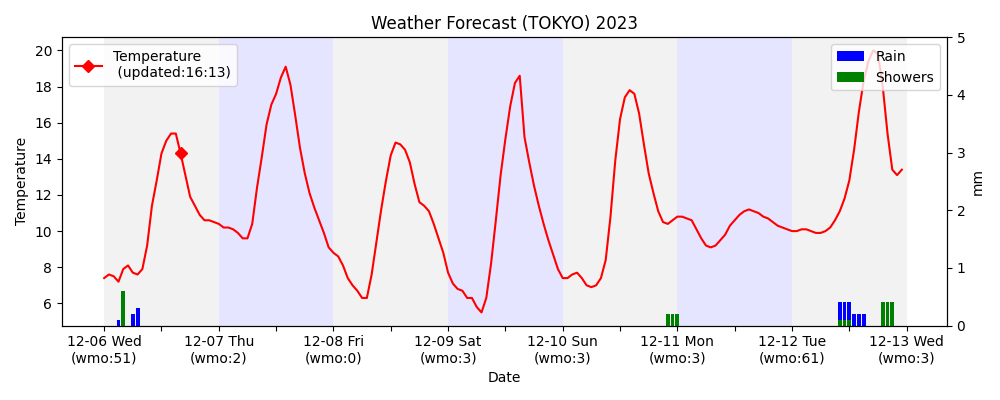 Weather Forecast (TOKYO) 2023
Temperature
(updated:16:13)
Rain
Showers
Temperature
20
18
16
14
12
10
8
6
5
4
3
2
1
0
mm
12-06 Wed
(wmo:51)
12-07 Thu
(wmo:2)
12-08 Fri
(wmo:0)
12-09 Sat
(wmo:3)
12-10 Sun
(wmo:3)
12-11 Mon
(wmo:3)
12-12 Tue
(wmo:61)
12-13 Wed
(wmo:3)
Date